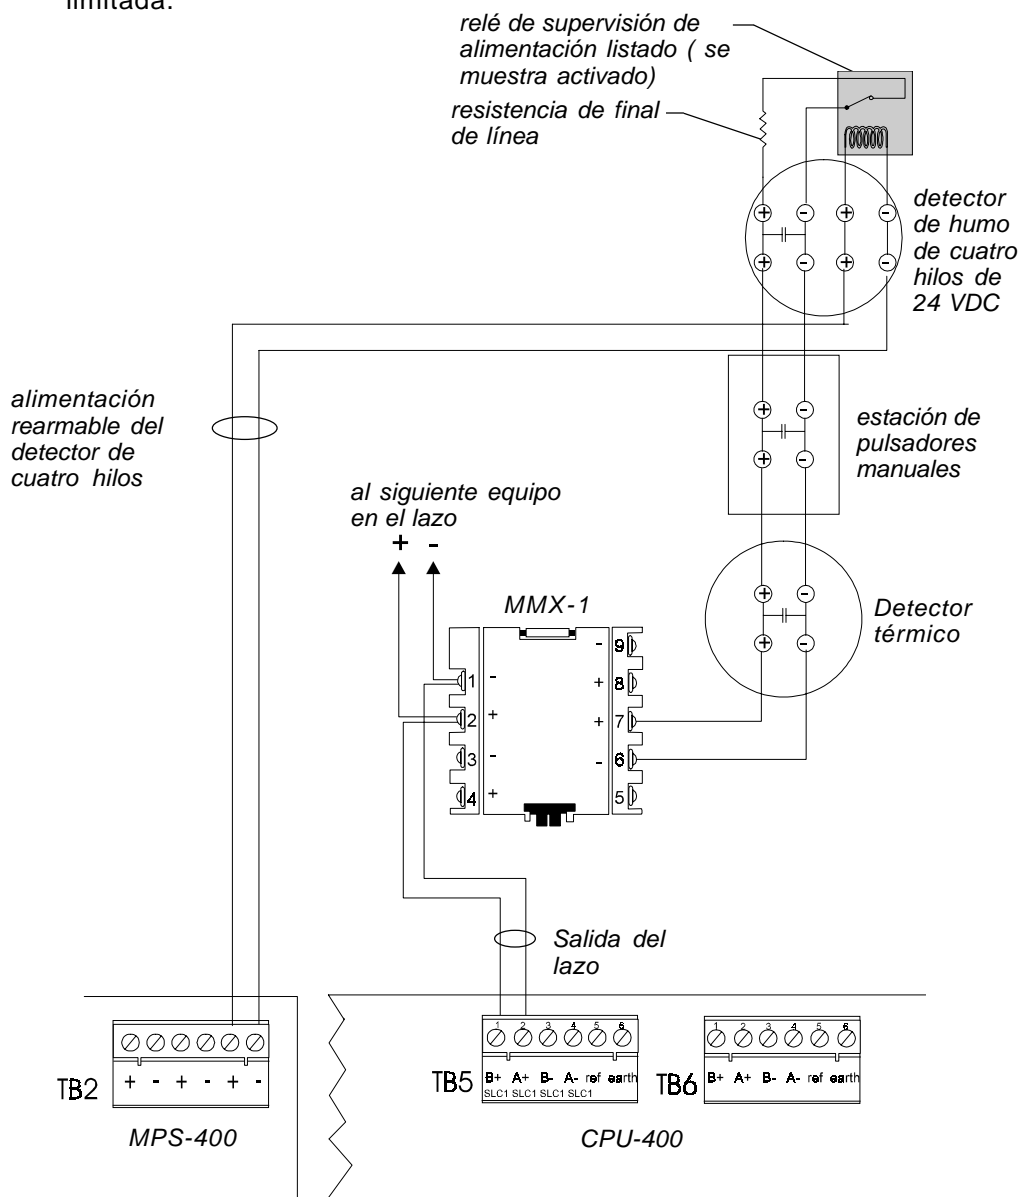 limitada.
relé de supervisión de
alimentación listado ( se
muestra activado)
resistencia de final
de línea
+ - + -
+ - + -
detector
de humo
de cuatro
hilos de
24 VDC
alimentación
rearmable del
detector de
cuatro hilos
+ -
+ -
estación de
pulsadores
manuales
al siguiente equipo
en el lazo
+ -
+ -
+ -
Detector
térmico
MMX-1
1 -
2 +
3 -
4 +
- 9
+ 8
+ 7
- 6
5
Salida del
lazo
TB2
+ - + - + -
MPS-400
TB5
1 2 3 4 5 6
B+ A+ B- A- ref earth
SLC1 SLC1 SLC1 SLC1
TB6
1 2 3 4 5 6
B+ A+ B- A- ref earth
CPU-400